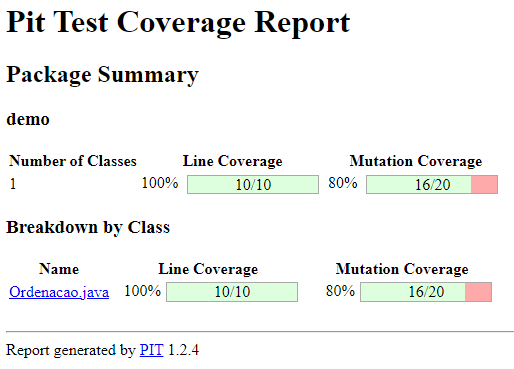 Pit Test Coverage Report
Package Summary
demo
Number of Classes Line Coverage Mutation Coverage
1 100% 10/10 80% 16/20
Breakdown by Class
Name Line Coverage Mutation Coverage
Ordenacao.java 100% 10/10 80% 16/20
Report generated by PIT 1.2.4